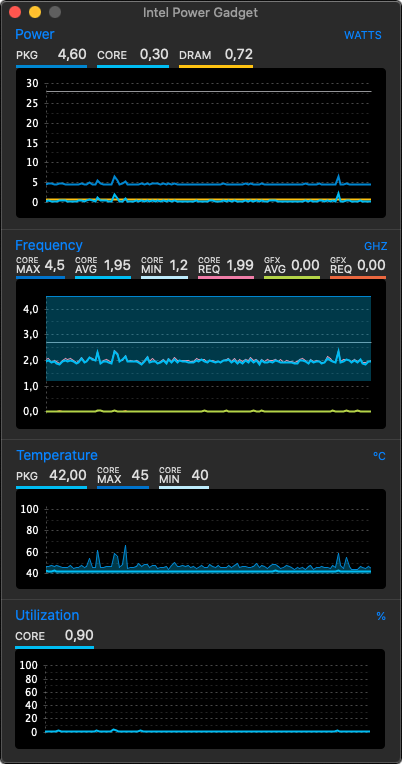 Intel Power Gadget
Power WATTS
PKG 4,60 CORE 0,30 DRAM 0,72
30
25
20
15
10
5
0
Frequency GHZ
CORE MAX 4,5 CORE AVG 1,95 CORE MIN 1,2 CORE REQ 1,99 GFX AVG 0,00 GFX REQ 0,00
4,0
3,0
2,0
1,0
0,0
Temperature °C
PKG 42,00 CORE MAX 45 CORE MIN 40
100
80
60
40
Utilization %
CORE 0,90
100
80
60
40
20
0